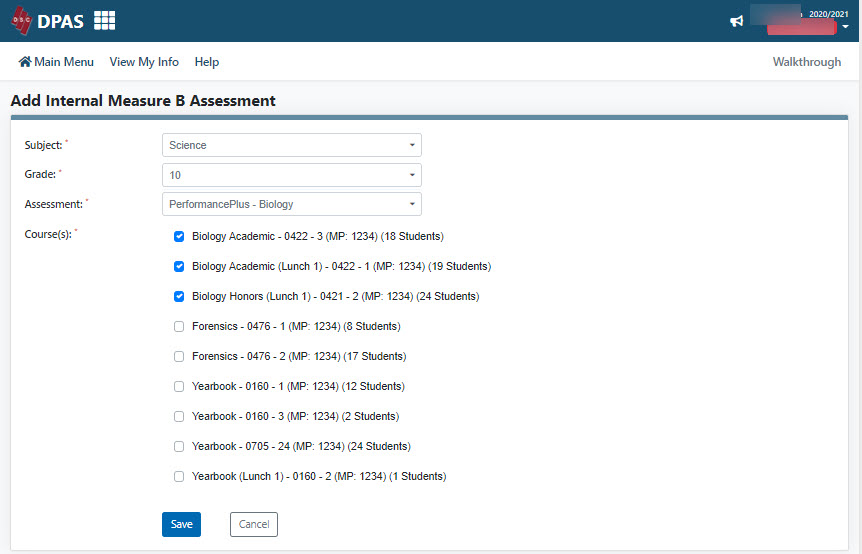 DSC DPAS 2020/2021
Main Menu View My Info Help Walkthrough
Add Internal Measure B Assessment
Subject: * Science
Grade: * 10
Assessment: * PerformancePlus - Biology
Course(s): *
Biology Academic - 0422 - 3 (MP: 1234) (18 Students)
Biology Academic (Lunch 1) - 0422 - 1 (MP: 1234) (19 Students)
Biology Honors (Lunch 1) - 0421 - 2 (MP: 1234) (24 Students)
Forensics - 0476 - 1 (MP: 1234) (8 Students)
Forensics - 0476 - 2 (MP: 1234) (17 Students)
Yearbook - 0160 - 1 (MP: 1234) (12 Students)
Yearbook - 0160 - 3 (MP: 1234) (2 Students)
Yearbook - 0705 - 24 (MP: 1234) (24 Students)
Yearbook (Lunch 1) - 0160 - 2 (MP: 1234) (1 Students)
Save Cancel